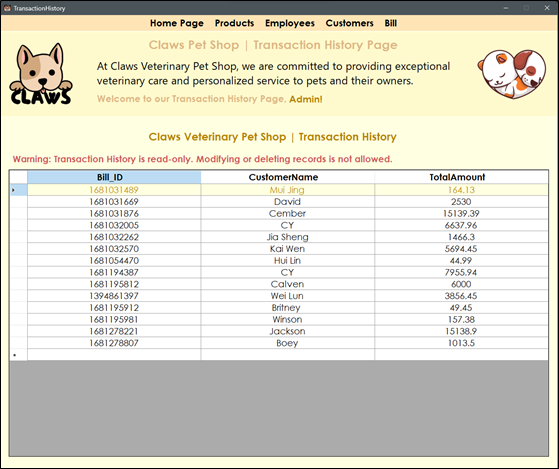 TransactionHistory
Home Page Products Employees Customers Bill
Claws Pet Shop | Transaction History Page
At Claws Veterinary Pet Shop, we are committed to providing exceptional
veterinary care and personalized service to pets and their owners.
CLAWS
Welcome to our Transaction History Page, Admin!
Claws Veterinary Pet Shop | Transaction History
Warning: Transaction History is read-only. Modifying or deleting records is not allowed.
Bill_ID CustomerName TotalAmount
1681031489 Mui Jing 164.13
1681031669 David 2530
1681031876 Cember 15139.39
1681032005 CY 6637.96
1681032262 Jia Sheng 1466.3
1681032570 Kai Wen 5694.45
1681054470 Hui Lin 44.99
1681194387 CY 7955.94
1681195812 Calven 6000
1394861397 Wei Lun 3856.45
1681195912 Britney 49.45
1681195981 Winson 157.38
1681278221 Jackson 15138.9
1681278807 Boey 1013.5
*